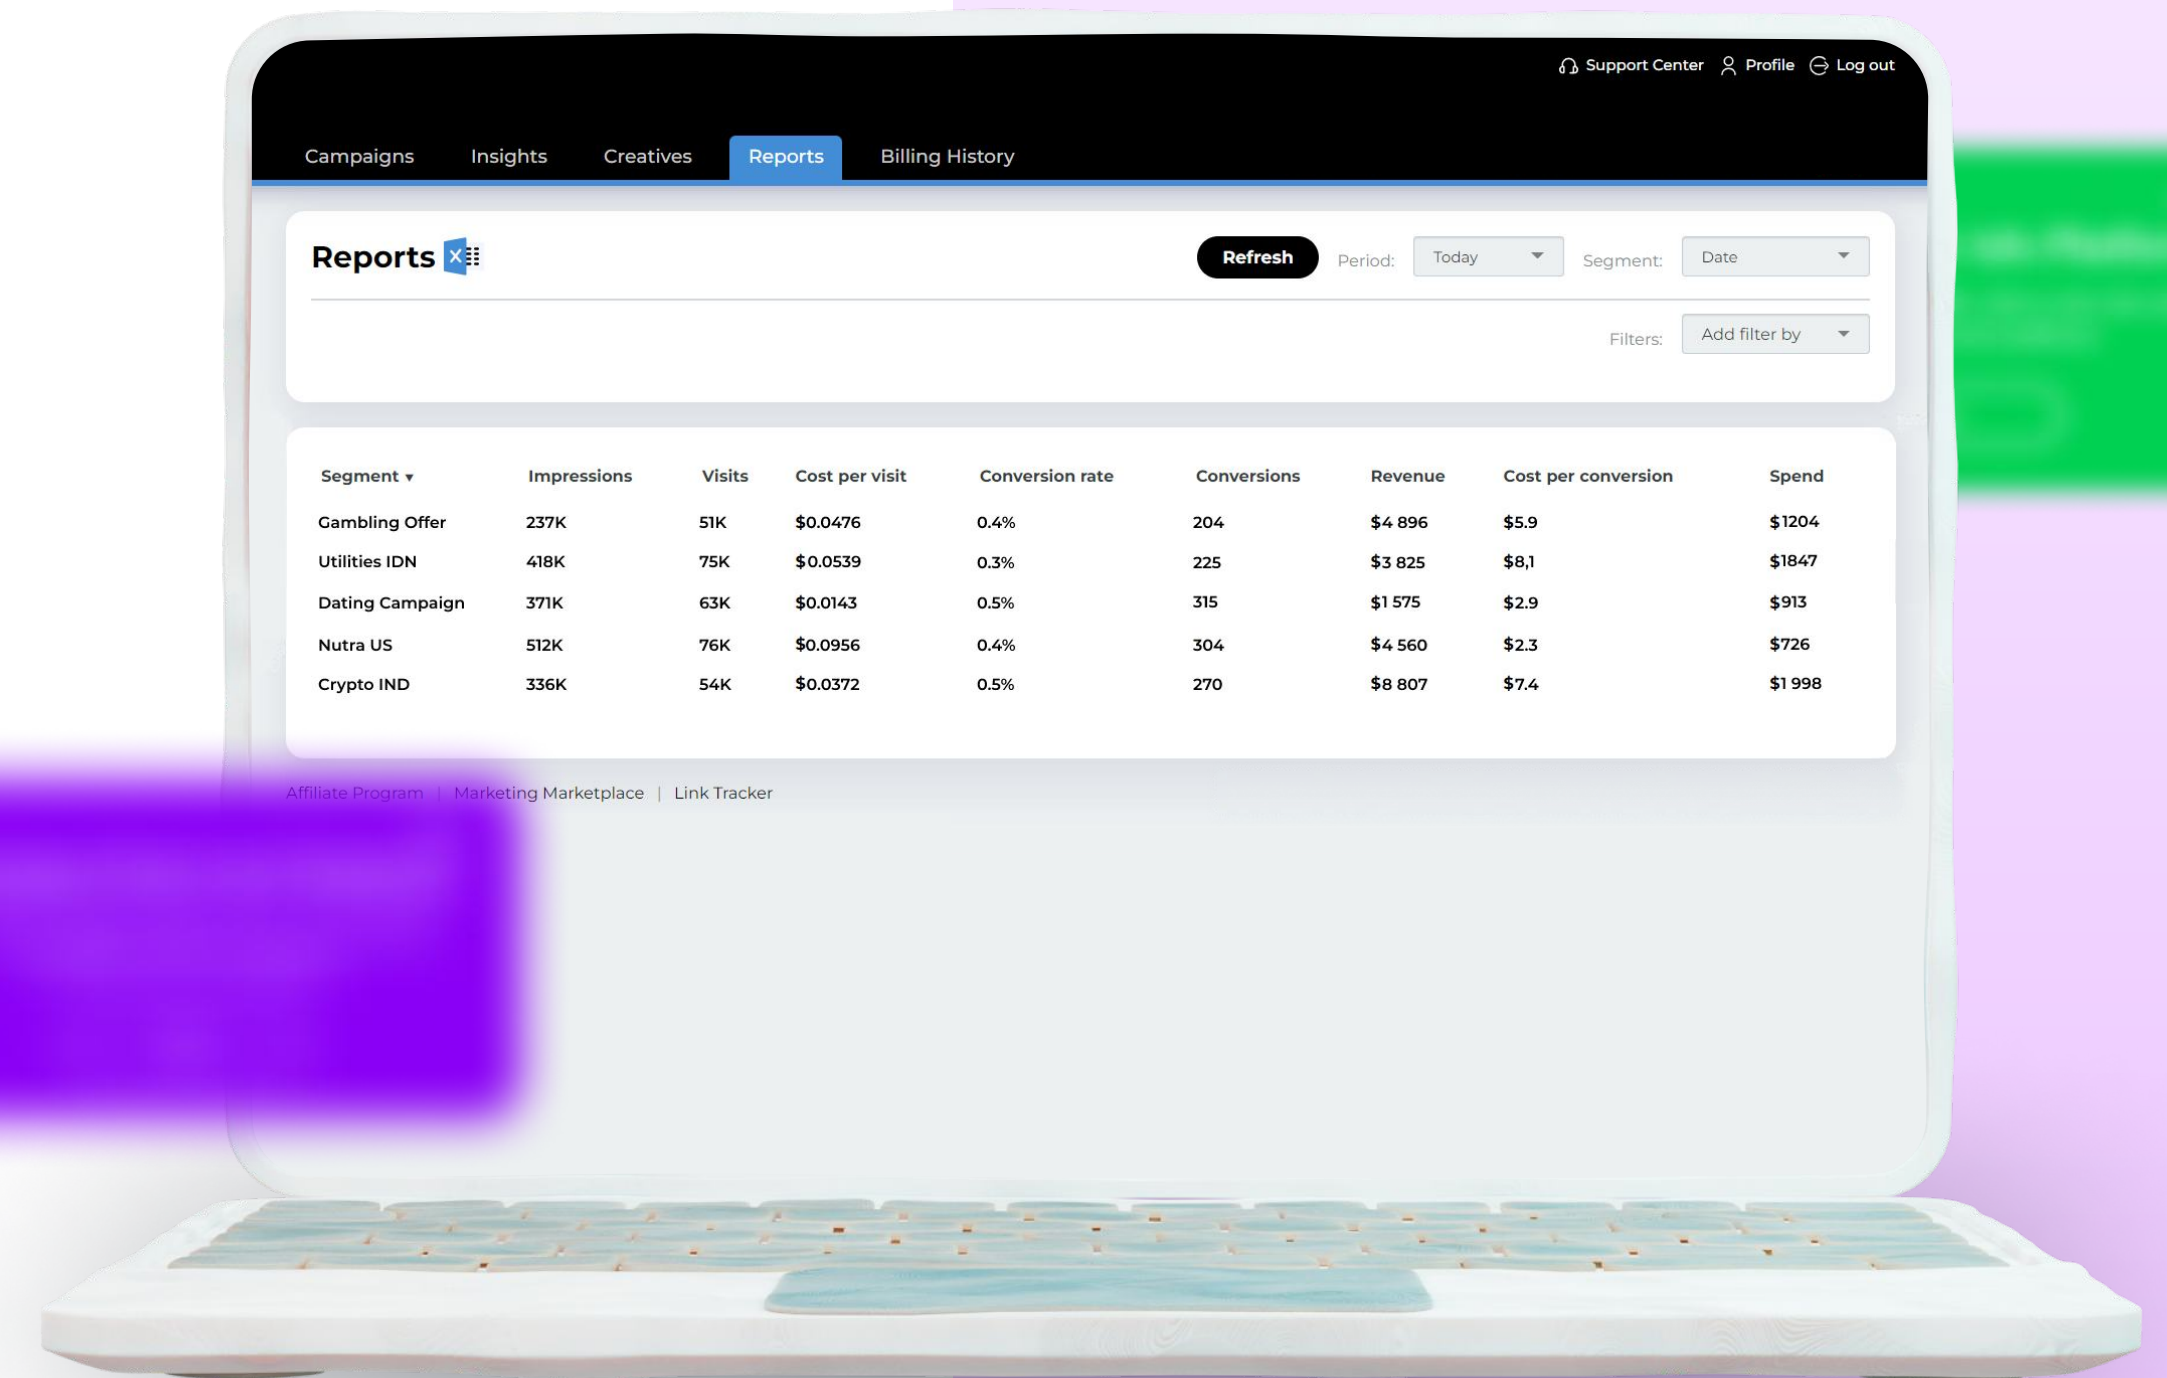 Support Center Profile Log out
Campaigns Insights Creatives Reports Billing History
Reports Refresh Period: Today Segment: Date
Filters: Add filter by
Segment ▾ Impressions Visits Cost per visit Conversion rate Conversions Revenue Cost per conversion Spend
Gambling Offer 237K 51K $0.0476 0.4% 204 $4 896 $5.9 $1204
Utilities IDN 418K 75K $0.0539 0.3% 225 $3 825 $8,1 $1847
Dating Campaign 371K 63K $0.0143 0.5% 315 $1 575 $2.9 $913
Nutra US 512K 76K $0.0956 0.4% 304 $4 560 $2.3 $726
Crypto IND 336K 54K $0.0372 0.5% 270 $8 807 $7.4 $1 998
Affiliate Program | Marketing Marketplace | Link Tracker